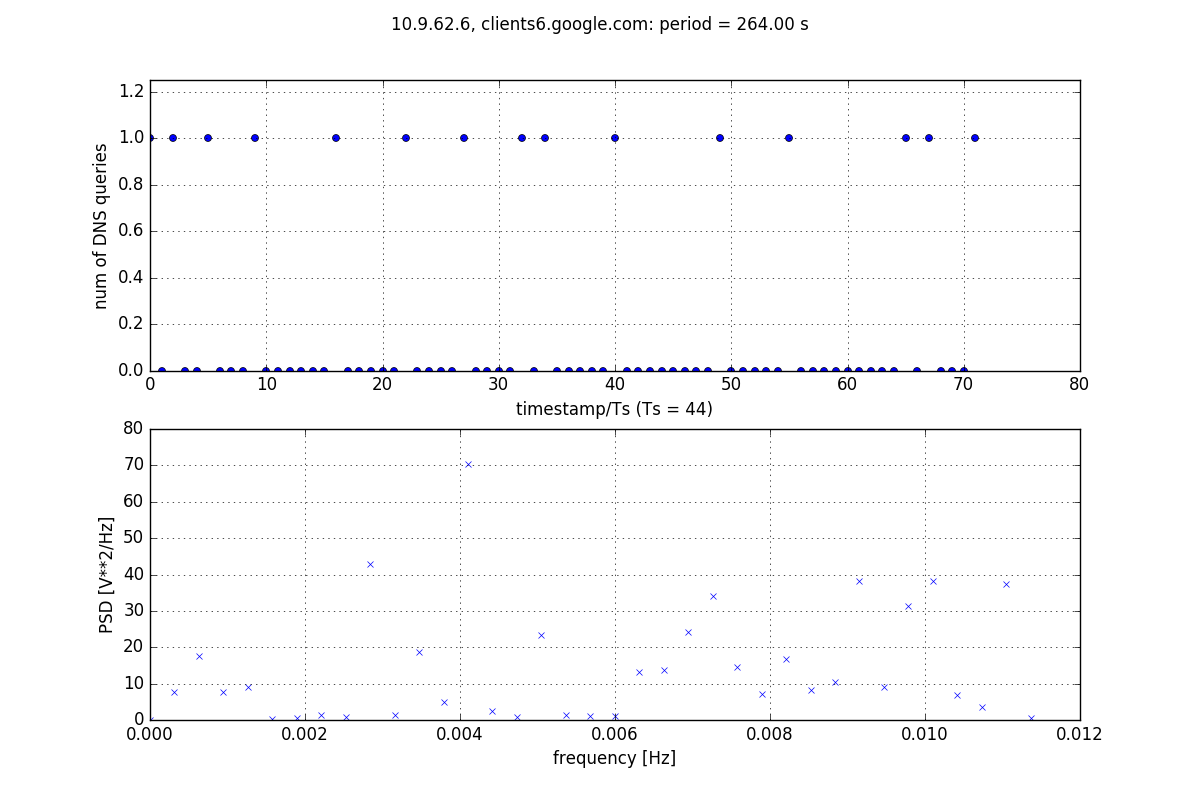 10.9.62.6, clients6.google.com: period = 264.00 s
1.2
1.0
0.8
0.6
0.4
0.2
0.0
num of DNS queries
0 10 20 30 40 50 60 70 80
timestamp/Ts (Ts = 44)
80
70
60
50
40
30
20
10
0
PSD [V**2/Hz]
0.000 0.002 0.004 0.006 0.008 0.010 0.012
frequency [Hz]